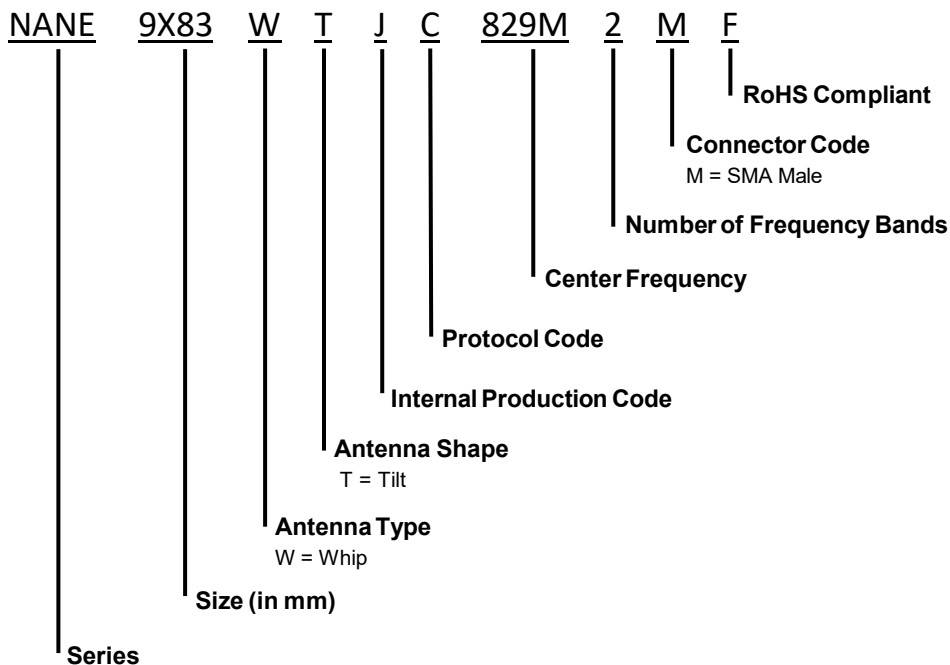 NANE 9X83 W T J C 829M 2 M F
RoHS Compliant
Connector Code
M = SMA Male
Number of Frequency Bands
Center Frequency
Protocol Code
Internal Production Code
Antenna Shape
T = Tilt
Antenna Type
W = Whip
Size (in mm)
Series